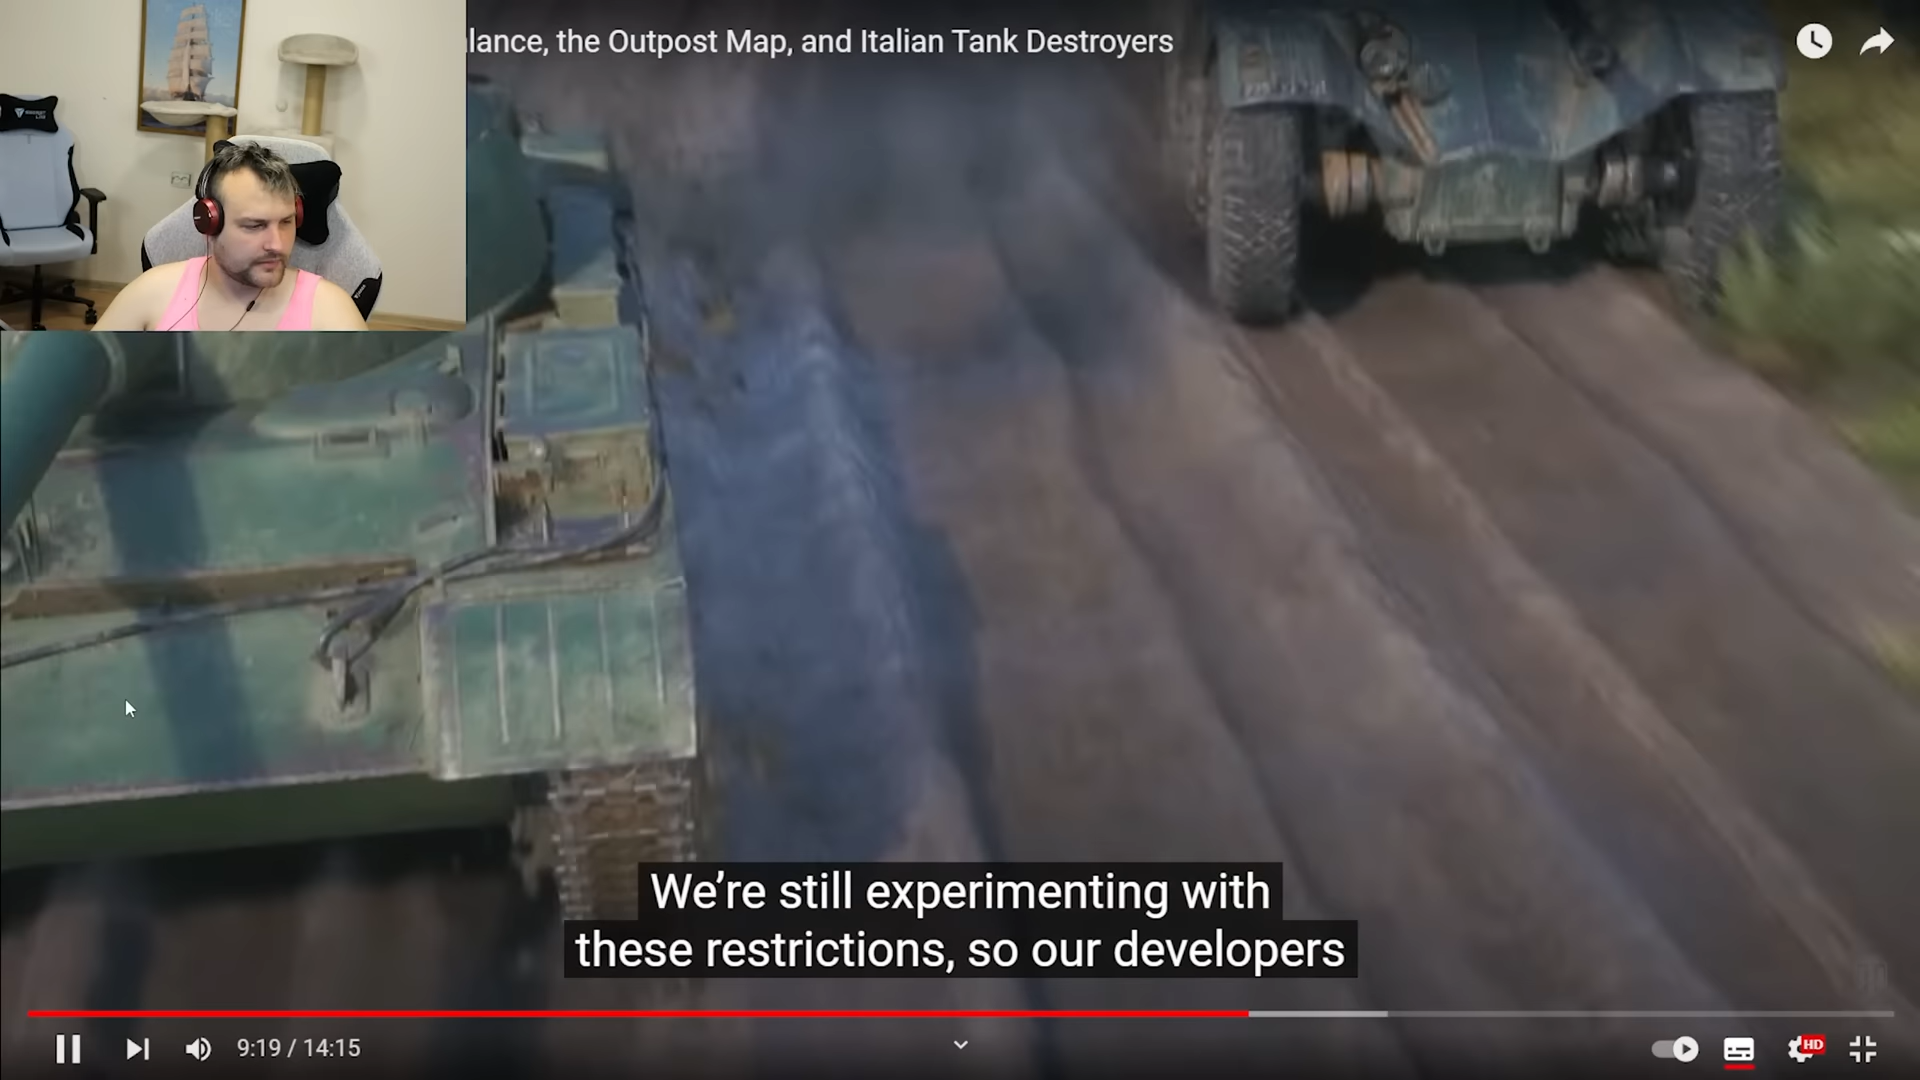 lance, the Outpost Map, and Italian Tank Destroyers
We’re still experimenting with
these restrictions, so our developers
9:19 / 14:15
HD